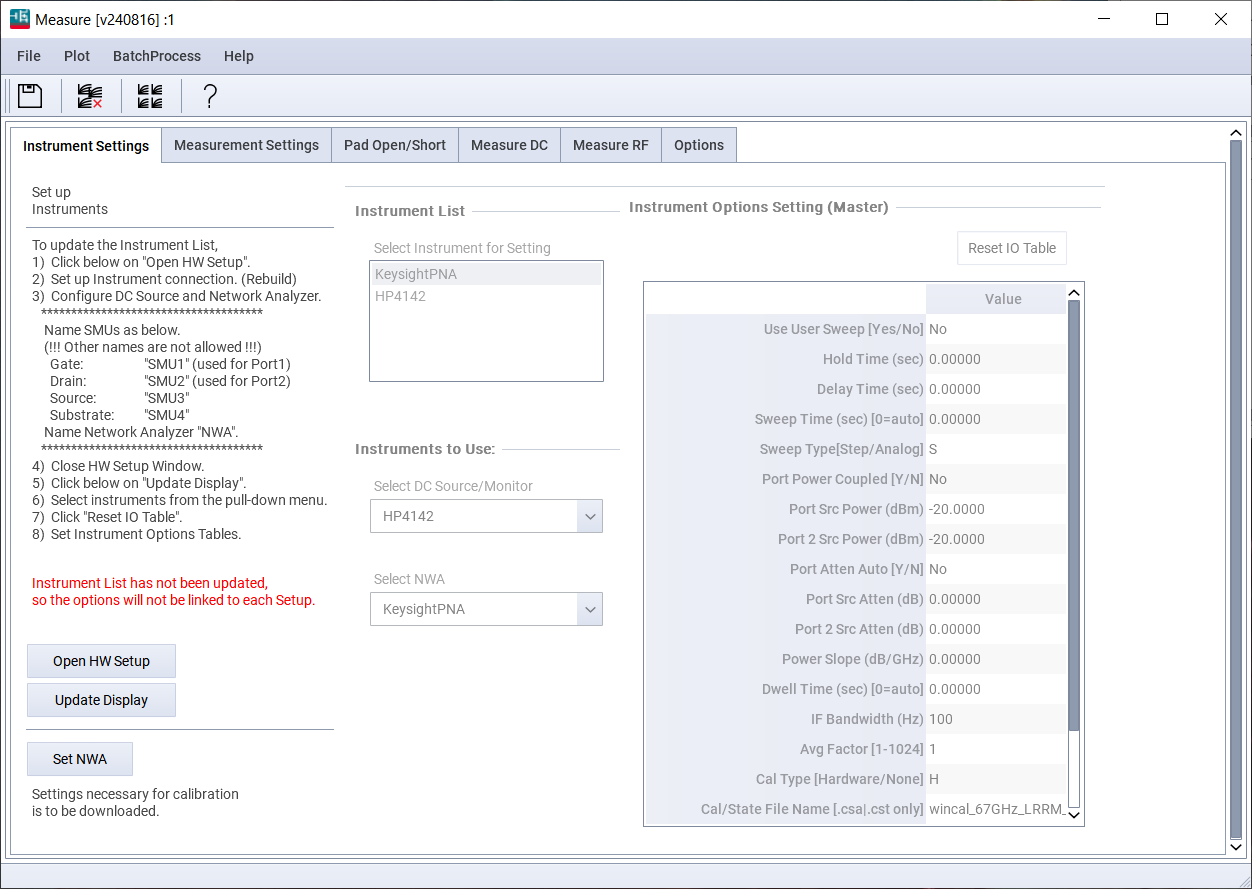 Measure [v240816] :1
File Plot BatchProcess Help
Instrument Settings Measurement Settings Pad Open/Short Measure DC Measure RF Options
Set up
Instruments
To update the Instrument List,
1) Click below on "Open HW Setup".
2) Set up Instrument connection. (Rebuild)
3) Configure DC Source and Network Analyzer.
*************************************
Name SMUs as below.
(!!! Other names are not allowed !!!)
Gate: "SMU1" (used for Port1)
Drain: "SMU2" (used for Port2)
Source: "SMU3"
Substrate: "SMU4"
Name Network Analyzer "NWA".
*************************************
4) Close HW Setup Window.
5) Click below on "Update Display".
6) Select instruments from the pull-down menu.
7) Click "Reset IO Table".
8) Set Instrument Options Tables.
Instrument List has not been updated,
so the options will not be linked to each Setup.
Open HW Setup
Update Display
Set NWA
Settings necessary for calibration
is to be downloaded.
Instrument List
Select Instrument for Setting
KeysightPNA
HP4142
Instruments to Use:
Select DC Source/Monitor
HP4142
Select NWA
KeysightPNA
Instrument Options Setting (Master)
Reset IO Table
Value
Use User Sweep [Yes/No] No
Hold Time (sec) 0.00000
Delay Time (sec) 0.00000
Sweep Time (sec) [0=auto] 0.00000
Sweep Type[Step/Analog] S
Port Power Coupled [Y/N] No
Port Src Power (dBm) -20.0000
Port 2 Src Power (dBm) -20.0000
Port Atten Auto [Y/N] No
Port Src Atten (dB) 0.00000
Port 2 Src Atten (dB) 0.00000
Power Slope (dB/GHz) 0.00000
Dwell Time (sec) [0=auto] 0.00000
IF Bandwidth (Hz) 100
Avg Factor [1-1024] 1
Cal Type [Hardware/None] H
Cal/State File Name [.csa|.cst only] wincal_67GHz_LRRM_